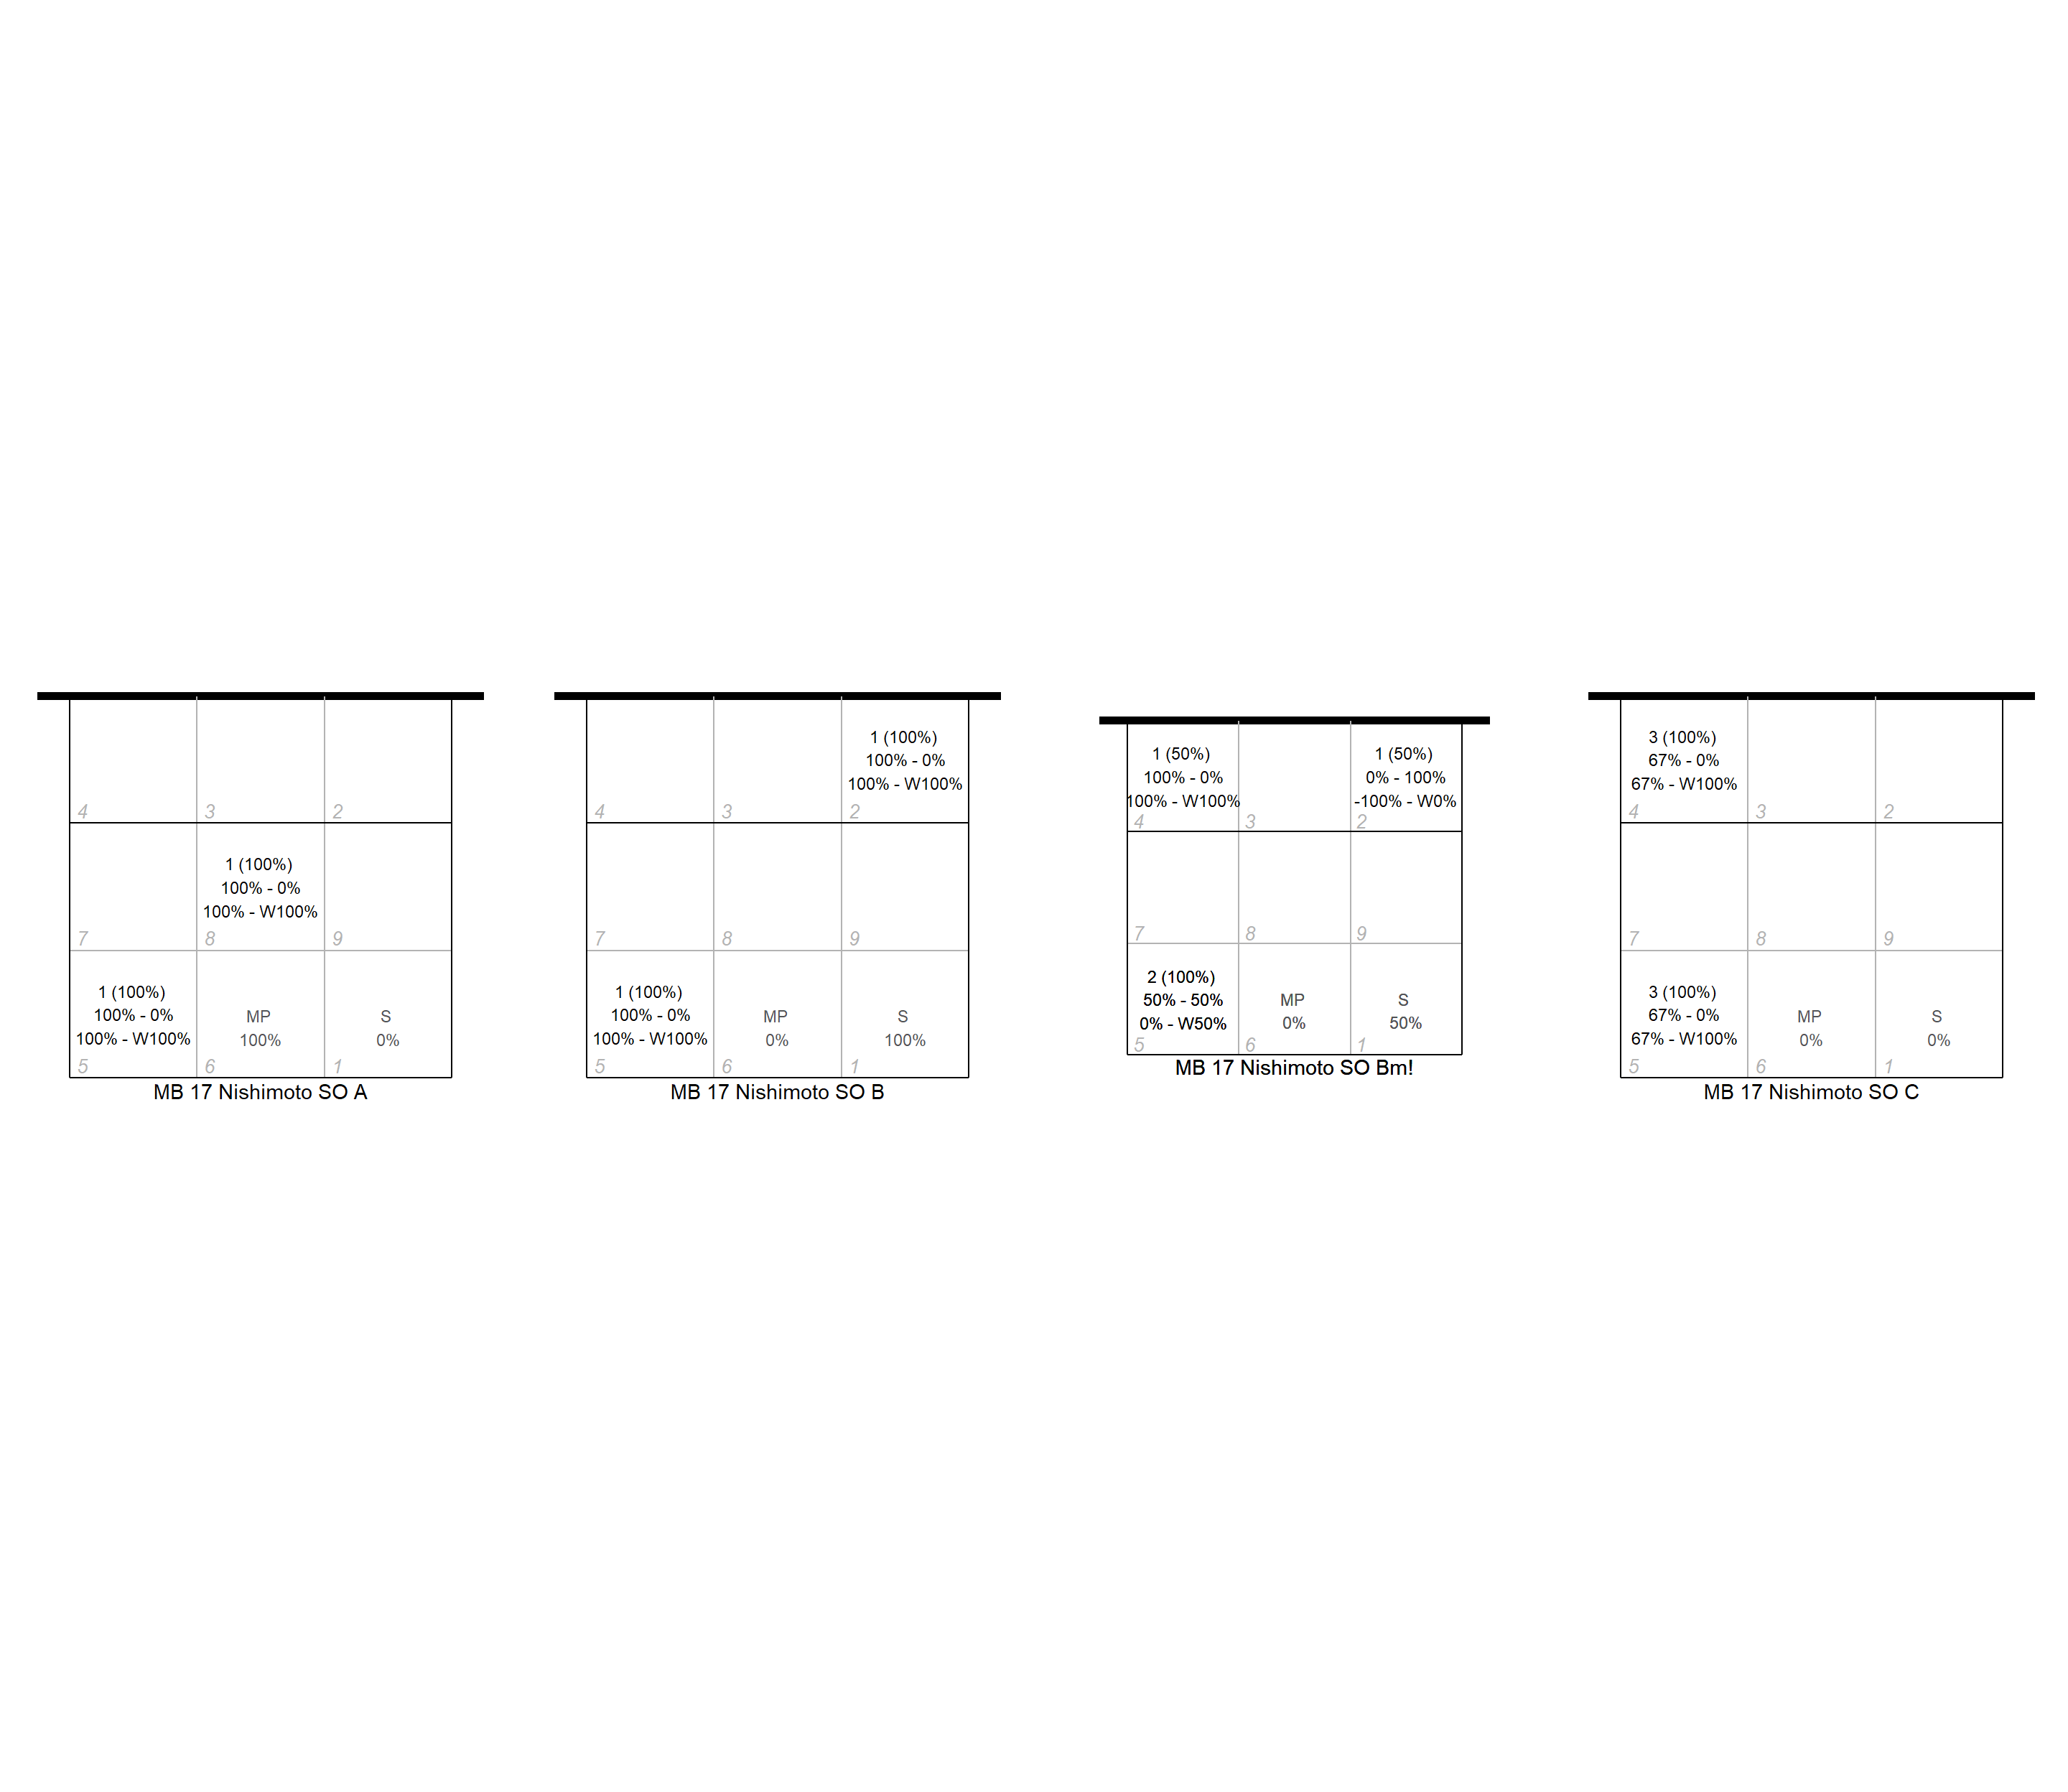 1 (100%)
100% - 0%
100% - W100%
4
3
2
1 (100%)
100% - 0%
100% - W100%
7
8
9
1 (100%)
100% - 0%
100% - W100%
MP
100%
S
0%
5
6
1
MB 17 Nishimoto SO A
4
3
2
7
8
9
1 (100%)
100% - 0%
100% - W100%
MP
0%
S
100%
5
6
1
MB 17 Nishimoto SO B
1 (50%)
100% - 0%
100% - W100%
1 (50%)
0% - 100%
-100% - W0%
4
3
2
7
8
9
2 (100%)
50% - 50%
0% - W50%
MP
0%
S
50%
5
6
1
MB 17 Nishimoto SO Bm!
3 (100%)
67% - 0%
67% - W100%
4
3
2
7
8
9
3 (100%)
67% - 0%
67% - W100%
MP
0%
S
0%
5
6
1
MB 17 Nishimoto SO C